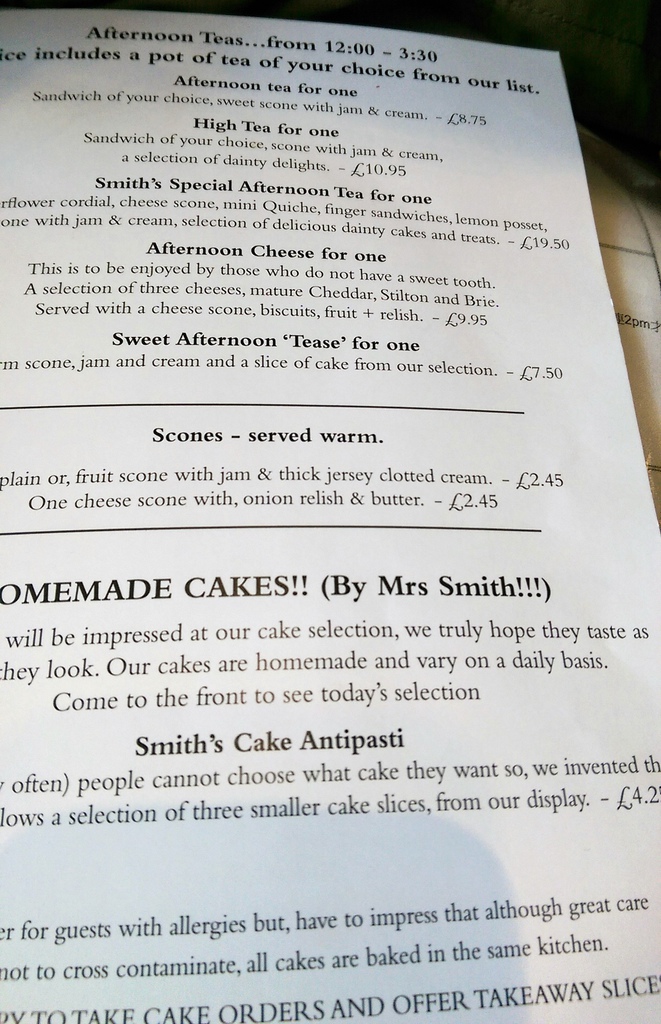 Afternoon Teas...from 12:00 – 3:30
includes a pot of tea of your choice from our list.
Afternoon tea for one
Sandwich of your choice, sweet scone with jam & cream. – £8.75
High Tea for one
Sandwich of your choice, scone with jam & cream,
a selection of dainty delights. – £10.95
Smith's Special Afternoon Tea for one
rflower cordial, cheese scone, mini Quiche, finger sandwiches, lemon posset,
one with jam & cream, selection of delicious dainty cakes and treats. – £19.50
Afternoon Cheese for one
This is to be enjoyed by those who do not have a sweet tooth.
A selection of three cheeses, mature Cheddar, Stilton and Brie.
Served with a cheese scone, biscuits, fruit + relish. – £9.95
Sweet Afternoon 'Tease' for one
m scone, jam and cream and a slice of cake from our selection. – £7.50
2pm
Scones – served warm.
plain or, fruit scone with jam & thick jersey clotted cream. – £2.45
One cheese scone with, onion relish & butter. – £2.45
OMEMADE CAKES!! (By Mrs Smith!!!)
will be impressed at our cake selection, we truly hope they taste as
they look. Our cakes are homemade and vary on a daily basis.
Come to the front to see today's selection
Smith's Cake Antipasti
often) people cannot choose what cake they want so, we invented th
lows a selection of three smaller cake slices, from our display. – £4.2
er for guests with allergies but, have to impress that although great care
not to cross contaminate, all cakes are baked in the same kitchen.
TO TAKE CAKE ORDERS AND OFFER TAKEAWAY SLICE